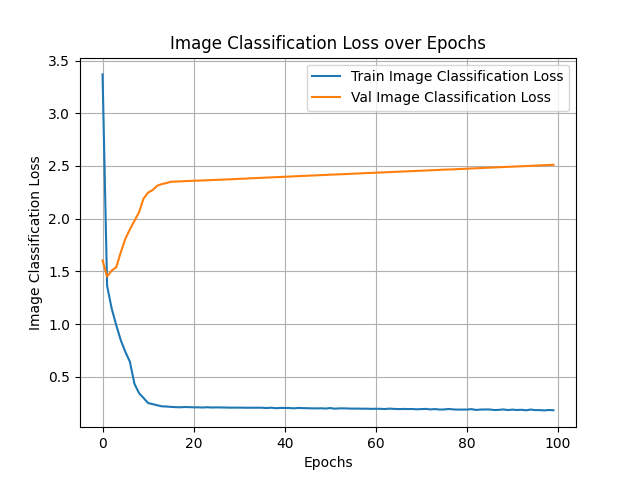 Image Classification Loss over Epochs
Train Image Classification Loss
Val Image Classification Loss
Image Classification Loss
3.5
3.0
2.5
2.0
1.5
1.0
0.5
0 20 40 60 80 100
Epochs